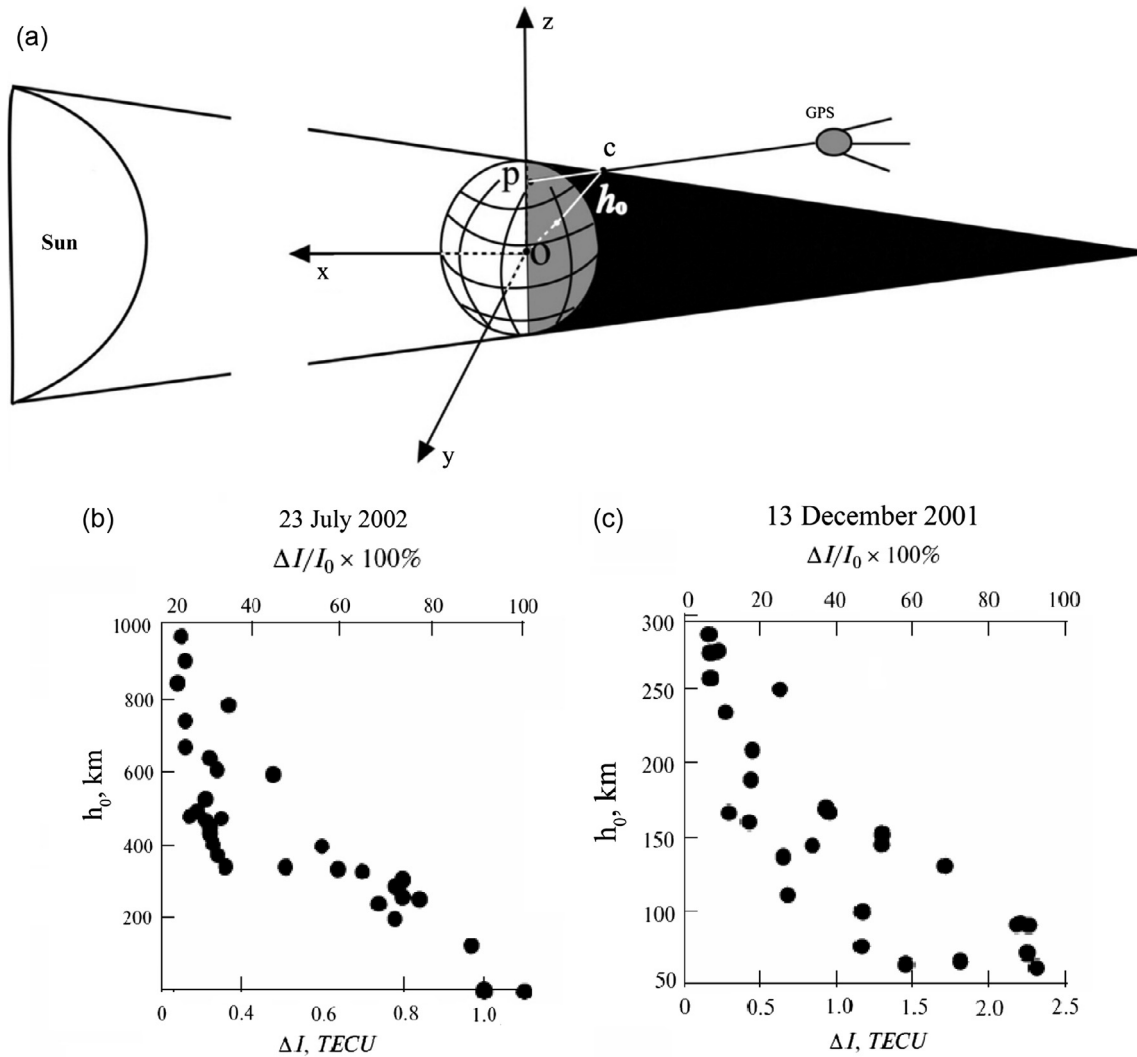 (a)
z
GPS
c
p
h₀
Sun
O
x
y
(b)
23 July 2002
ΔI/I₀ × 100%
20 40 60 80 100
1000
800
600
400
200
h₀, km
0 0.4 0.8 1.0
ΔI, TECU
(c)
13 December 2001
ΔI/I₀ × 100%
0 20 40 60 80 100
300
250
200
150
100
50
h₀, km
0 0.5 1.0 1.5 2.0 2.5
ΔI, TECU